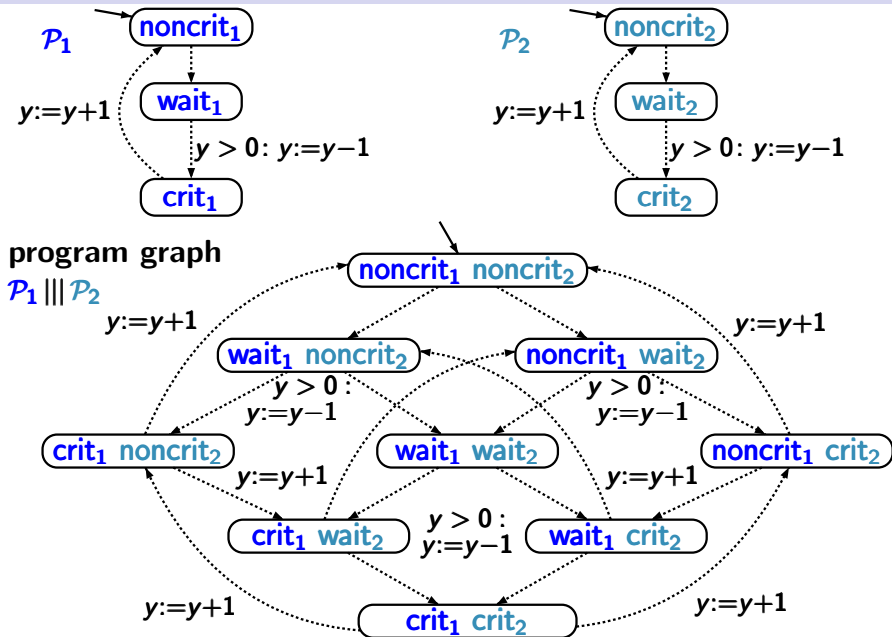 noncrit₁
𝒫₁
wait₁
y:=y+1
y > 0: y:=y−1
crit₁
noncrit₂
𝒫₂
wait₂
y:=y+1
y > 0: y:=y−1
crit₂
program graph
𝒫₁ ||| 𝒫₂
noncrit₁ noncrit₂
y:=y+1
y:=y+1
wait₁ noncrit₂
noncrit₁ wait₂
y > 0 :
y:=y−1
y > 0 :
y:=y−1
crit₁ noncrit₂
wait₁ wait₂
noncrit₁ crit₂
y:=y+1
y:=y+1
crit₁ wait₂
y > 0 :
y:=y−1
wait₁ crit₂
y:=y+1
y:=y+1
crit₁ crit₂